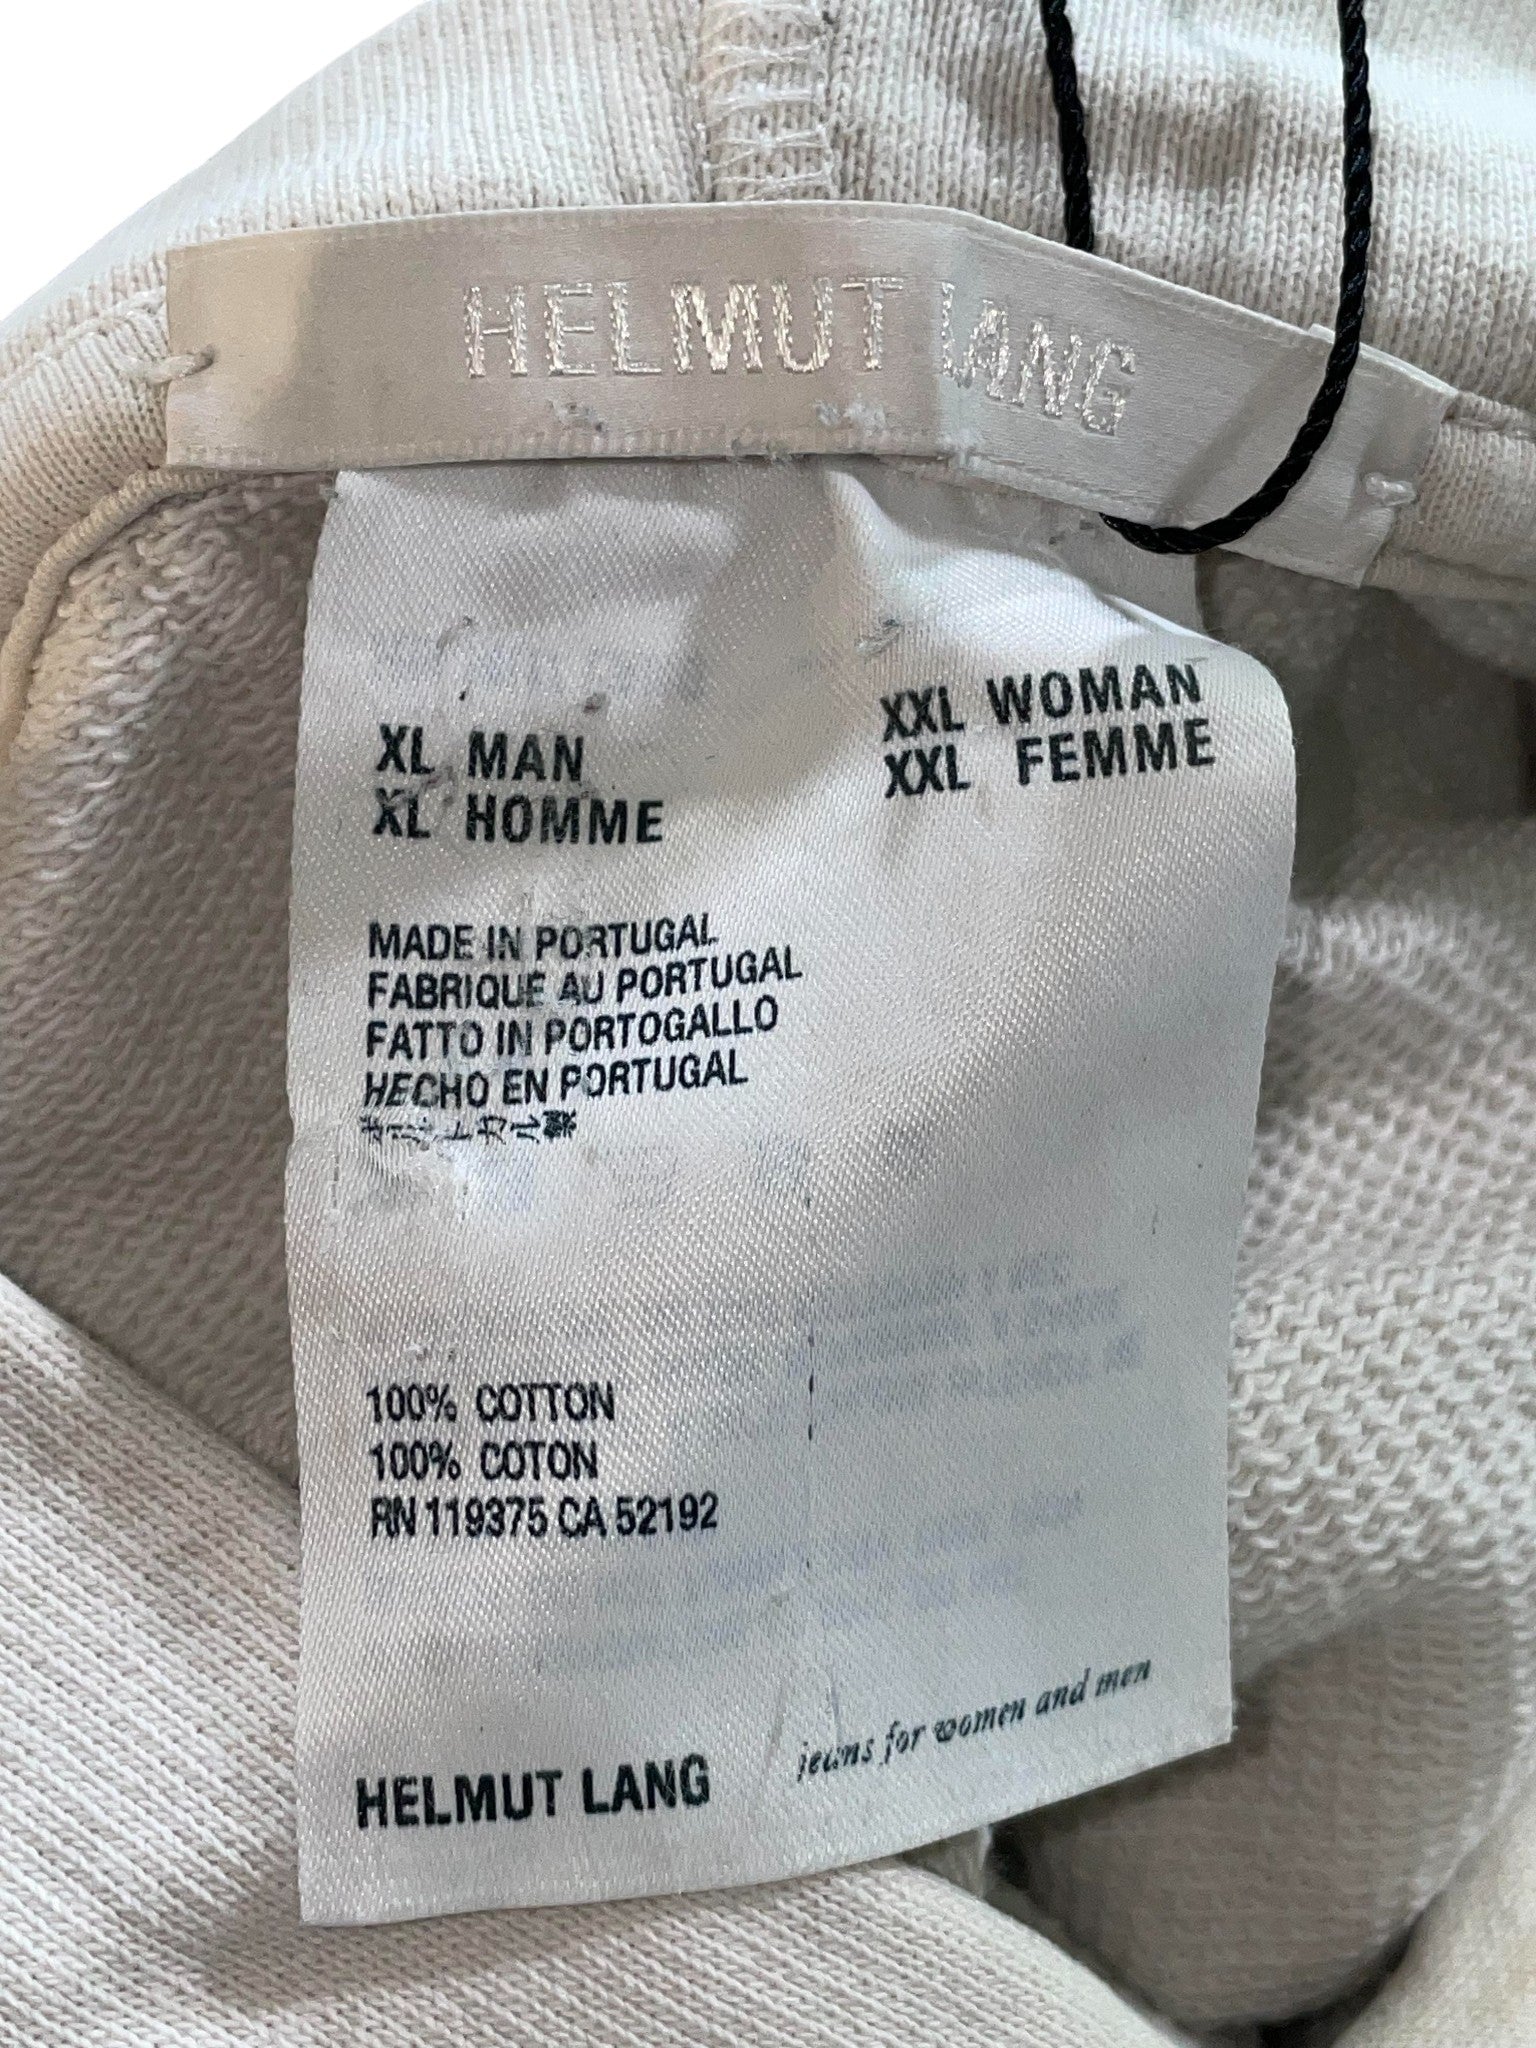 HELMUT LANG
XL MAN
XL HOMME
XXL WOMAN
XXL FEMME
MADE IN PORTUGAL
FABRIQUE AU PORTUGAL
FATTO IN PORTOGALLO
HECHO EN PORTUGAL
100% COTTON
100% COTON
RN 119375 CA 52192
HELMUT LANG
jeans for women and men